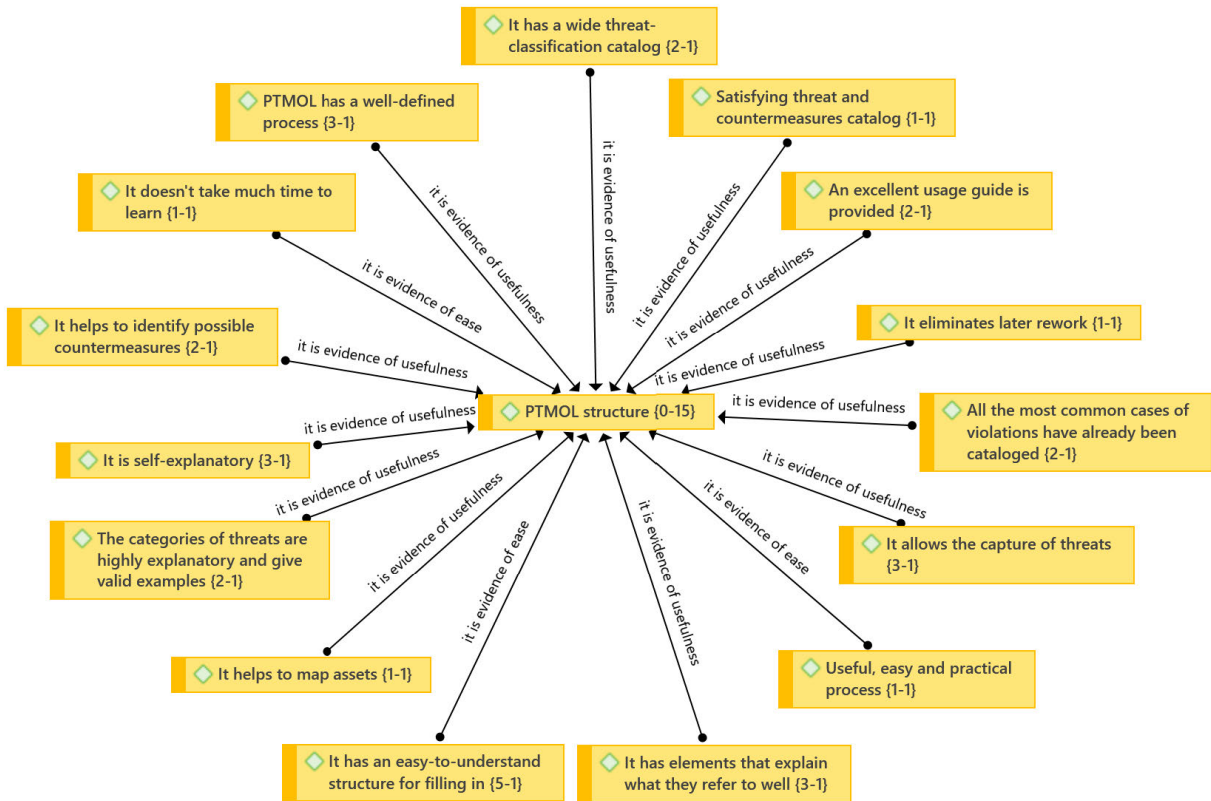 It has a wide threat-
classification catalog {2-1}
PTMOL has a well-defined
process {3-1}
Satisfying threat and
countermeasures catalog {1-1}
It doesn't take much time to
learn {1-1}
An excellent usage guide is
provided {2-1}
It helps to identify possible
countermeasures {2-1}
It eliminates later rework {1-1}
PTMOL structure {0-15}
All the most common cases of
violations have already been
cataloged {2-1}
It is self-explanatory {3-1}
The categories of threats are
highly explanatory and give
valid examples {2-1}
It allows the capture of threats
{3-1}
It helps to map assets {1-1}
Useful, easy and practical
process {1-1}
It has an easy-to-understand
structure for filling in {5-1}
It has elements that explain
what they refer to well {3-1}
it is evidence of usefulness
it is evidence of usefulness
it is evidence of usefulness
it is evidence of ease
it is evidence of usefulness
it is evidence of usefulness
it is evidence of usefulness
it is evidence of usefulness
it is evidence of usefulness
it is evidence of usefulness
it is evidence of usefulness
it is evidence of usefulness
it is evidence of ease
it is evidence of usefulness
it is evidence of ease